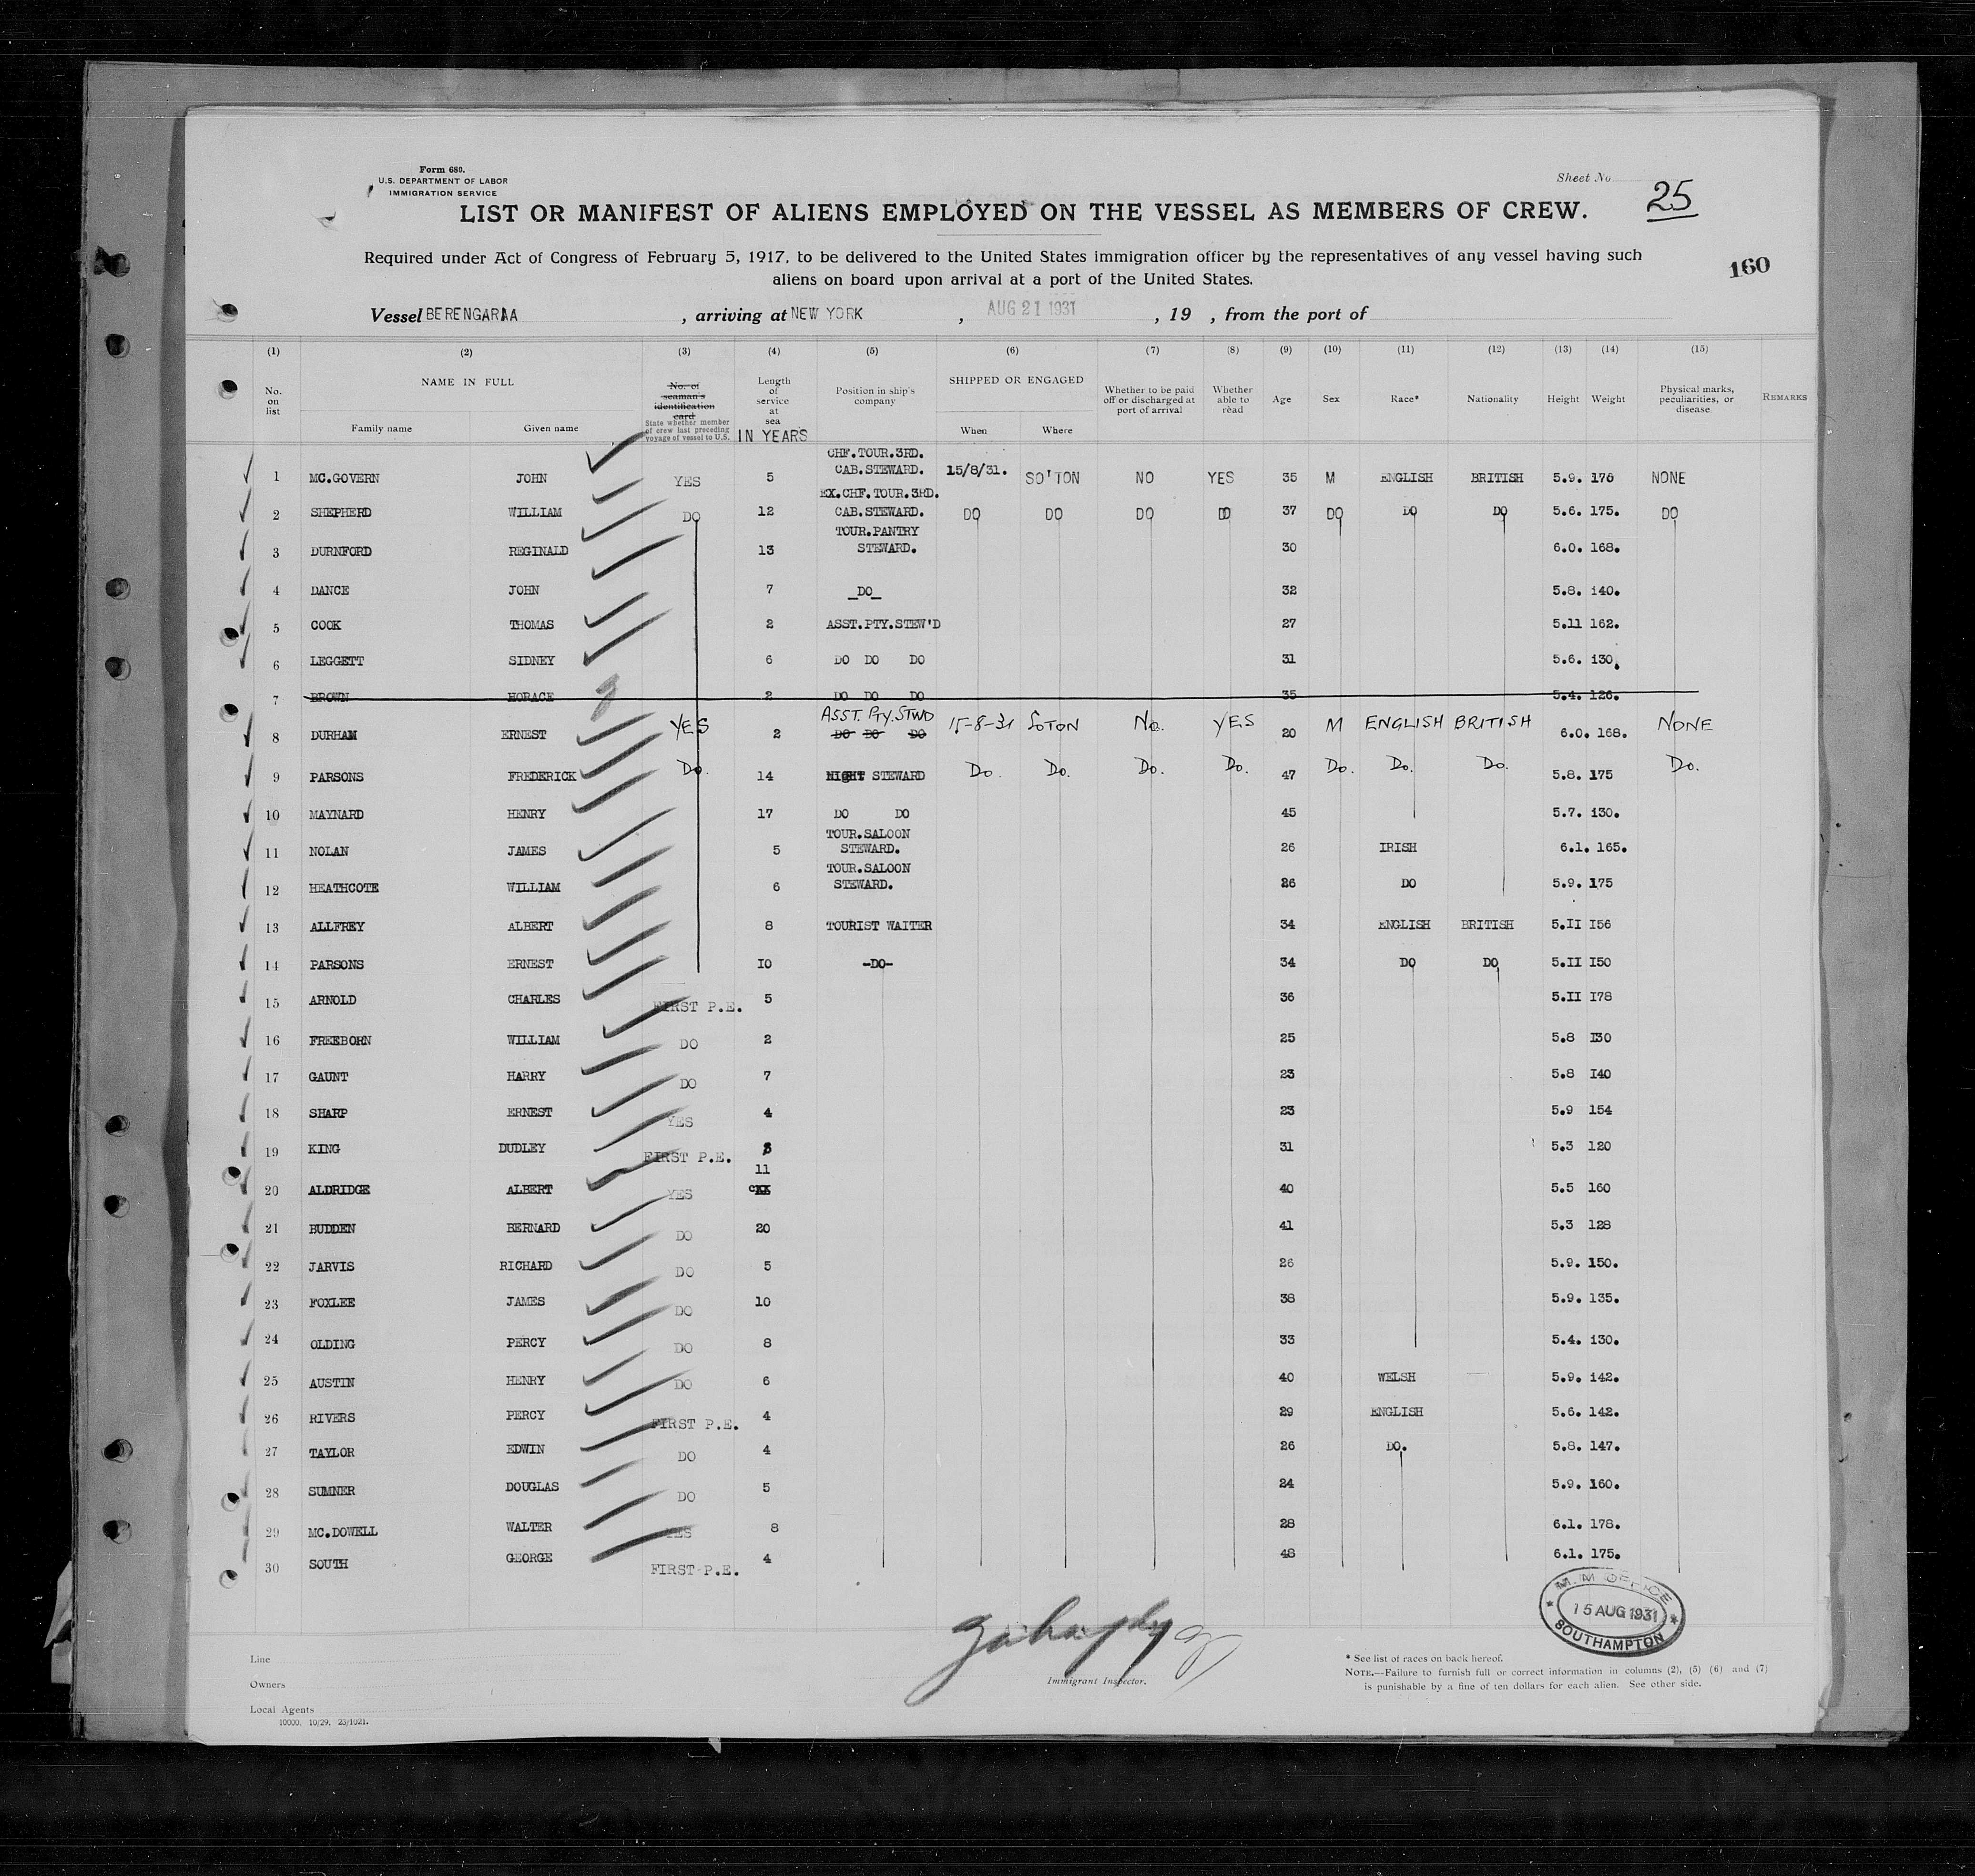 Form 680.
U.S. DEPARTMENT OF LABOR
IMMIGRATION SERVICE
Sheet No. 25
LIST OR MANIFEST OF ALIENS EMPLOYED ON THE VESSEL AS MEMBERS OF CREW.
Required under Act of Congress of February 5, 1917, to be delivered to the United States immigration officer by the representatives of any vessel having such
aliens on board upon arrival at a port of the United States.
160
Vessel BERENGARIA , arriving at NEW YORK , AUG 21 1931 , 19 , from the port of
(1) (2) (3) (4) (5) (6) (7) (8) (9) (10) (11) (12) (13) (14) (15)
No. on list NAME IN FULL Family name Given name No. of seaman's identification card State whether member of crew last preceding voyage of vessel to U.S. Length of service at sea IN YEARS Position in ship's company SHIPPED OR ENGAGED When Where Whether to be paid off or discharged at port of arrival Whether able to read Age Sex Race* Nationality Height Weight Physical marks, peculiarities, or disease. REMARKS
1 MC.GOVERN JOHN YES 5 CHF.TOUR.3RD. CAB.STEWARD. 15/8/31. SO'TON NO YES 35 M ENGLISH BRITISH 5.9. 176 NONE
2 SHEPHERD WILLIAM DO 12 EX.CHF.TOUR.3RD. CAB.STEWARD. DO DO DO DO 37 DO DO DO 5.6. 175. DO
3 DURNFORD REGINALD 13 TOUR.PANTRY STEWARD. 30 6.0. 168.
4 DANCE JOHN 7 _DO_ 32 5.8. 140.
5 COOK THOMAS 2 ASST.PTY.STEW'D 27 5.11 162.
6 LEGGETT SIDNEY 6 DO DO DO 31 5.6. 130.
7 BROWN HORACE 2 DO DO DO 35 5.4. 126.
8 DURHAM ERNEST YES 2 ASST. PTY. STWD DO DO DO 15-8-31 SOTON No. YES 20 M ENGLISH BRITISH 6.0. 168. NONE
9 PARSONS FREDERICK Do. 14 NIGHT STEWARD Do. Do. Do. Do. 47 Do. Do. Do. 5.8. 175 Do.
10 MAYNARD HENRY 17 DO DO 45 5.7. 130.
11 NOLAN JAMES 5 TOUR.SALOON STEWARD. 26 IRISH 6.1. 165.
12 HEATHCOTE WILLIAM 6 TOUR.SALOON STEWARD. 26 DO 5.9. 175
13 ALLFREY ALBERT 8 TOURIST WAITER 34 ENGLISH BRITISH 5.II I56
14 PARSONS ERNEST IO -DO- 34 DO DO 5.II I50
15 ARNOLD CHARLES FIRST P.E. 5 36 5.II I78
16 FREEBORN WILLIAM DO 2 25 5.8 I30
17 GAUNT HARRY DO 7 23 5.8 I40
18 SHARP ERNEST YES 4 23 5.9 154
19 KING DUDLEY FIRST P.E. 31 5.3 120
20 ALDRIDGE ALBERT YES 11 40 5.5 160
21 BUDDEN BERNARD DO 20 41 5.3 128
22 JARVIS RICHARD DO 5 26 5.9. 150.
23 FOXLEE JAMES DO 10 38 5.9. 135.
24 OLDING PERCY DO 8 33 5.4. 130.
25 AUSTIN HENRY DO 6 40 WELSH 5.9. 142.
26 RIVERS PERCY FIRST P.E. 4 29 ENGLISH 5.6. 142.
27 TAYLOR EDWIN DO 4 26 DO. 5.8. 147.
28 SUMNER DOUGLAS DO 5 24 5.9. 160.
29 MC.DOWELL WALTER YES 8 28 6.1. 178.
30 SOUTH GEORGE FIRST P.E. 4 48 6.1. 175.
M.M OFFICE
15 AUG 1931
SOUTHAMPTON
Line
Owners
Local Agents
10000. 10/29. 23/1021.
Immigrant Inspector.
* See list of races on back hereof.
NOTE.—Failure to furnish full or correct information in columns (2), (5) (6) and (7)
is punishable by a fine of ten dollars for each alien. See other side.